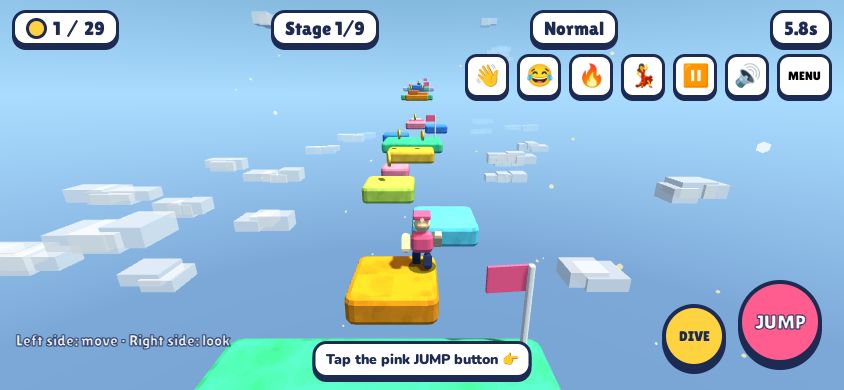 1 / 29
Stage 1/9
Normal
5.8s
MENU
Left side: move · Right side: look
Tap the pink JUMP button
DIVE
JUMP